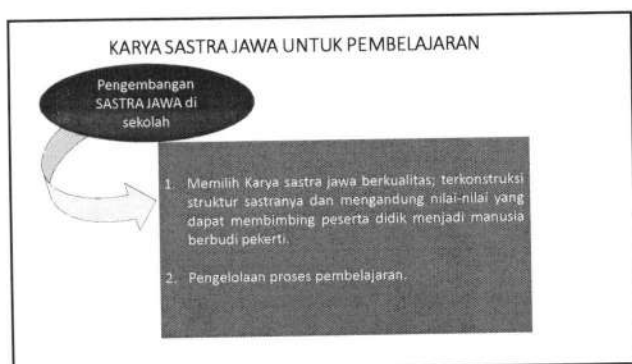 KARYA SASTRA JAWA UNTUK PEMBELAJARAN
Pengembangan
SASTRA JAWA di
sekolah
1. Memilih Karya sastra jawa berkualitas; terkonstruksi
struktur sastranya dan mengandung nilai-nilai yang
dapat membimbing peserta didik menjadi manusia
berbudi pekerti.
2. Pengelolaan proses pembelajaran.